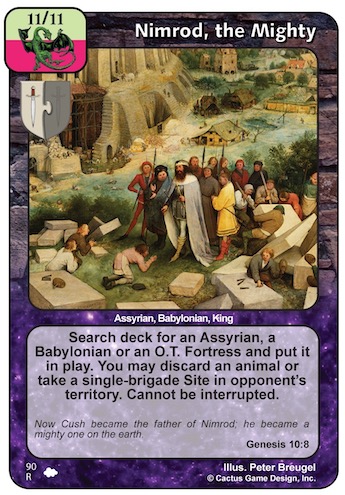 11/11
Nimrod, the Mighty
Assyrian, Babylonian, King
Search deck for an Assyrian, a
Babylonian or an O.T. Fortress and put it
in play. You may discard an animal or
take a single-brigade Site in opponent's
territory. Cannot be interrupted.
Now Cush became the father of Nimrod; he became a
mighty one on the earth.
Genesis 10:8
90
R
Illus. Peter Breugel
© Cactus Game Design, Inc.